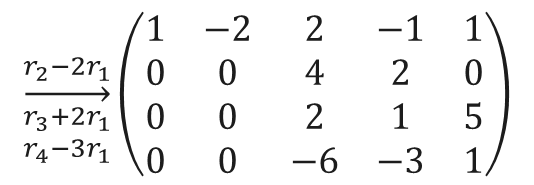 r₂−2r₁
r₃+2r₁
r₄−3r₁
1 −2 2 −1 1
0 0 4 2 0
0 0 2 1 5
0 0 −6 −3 1